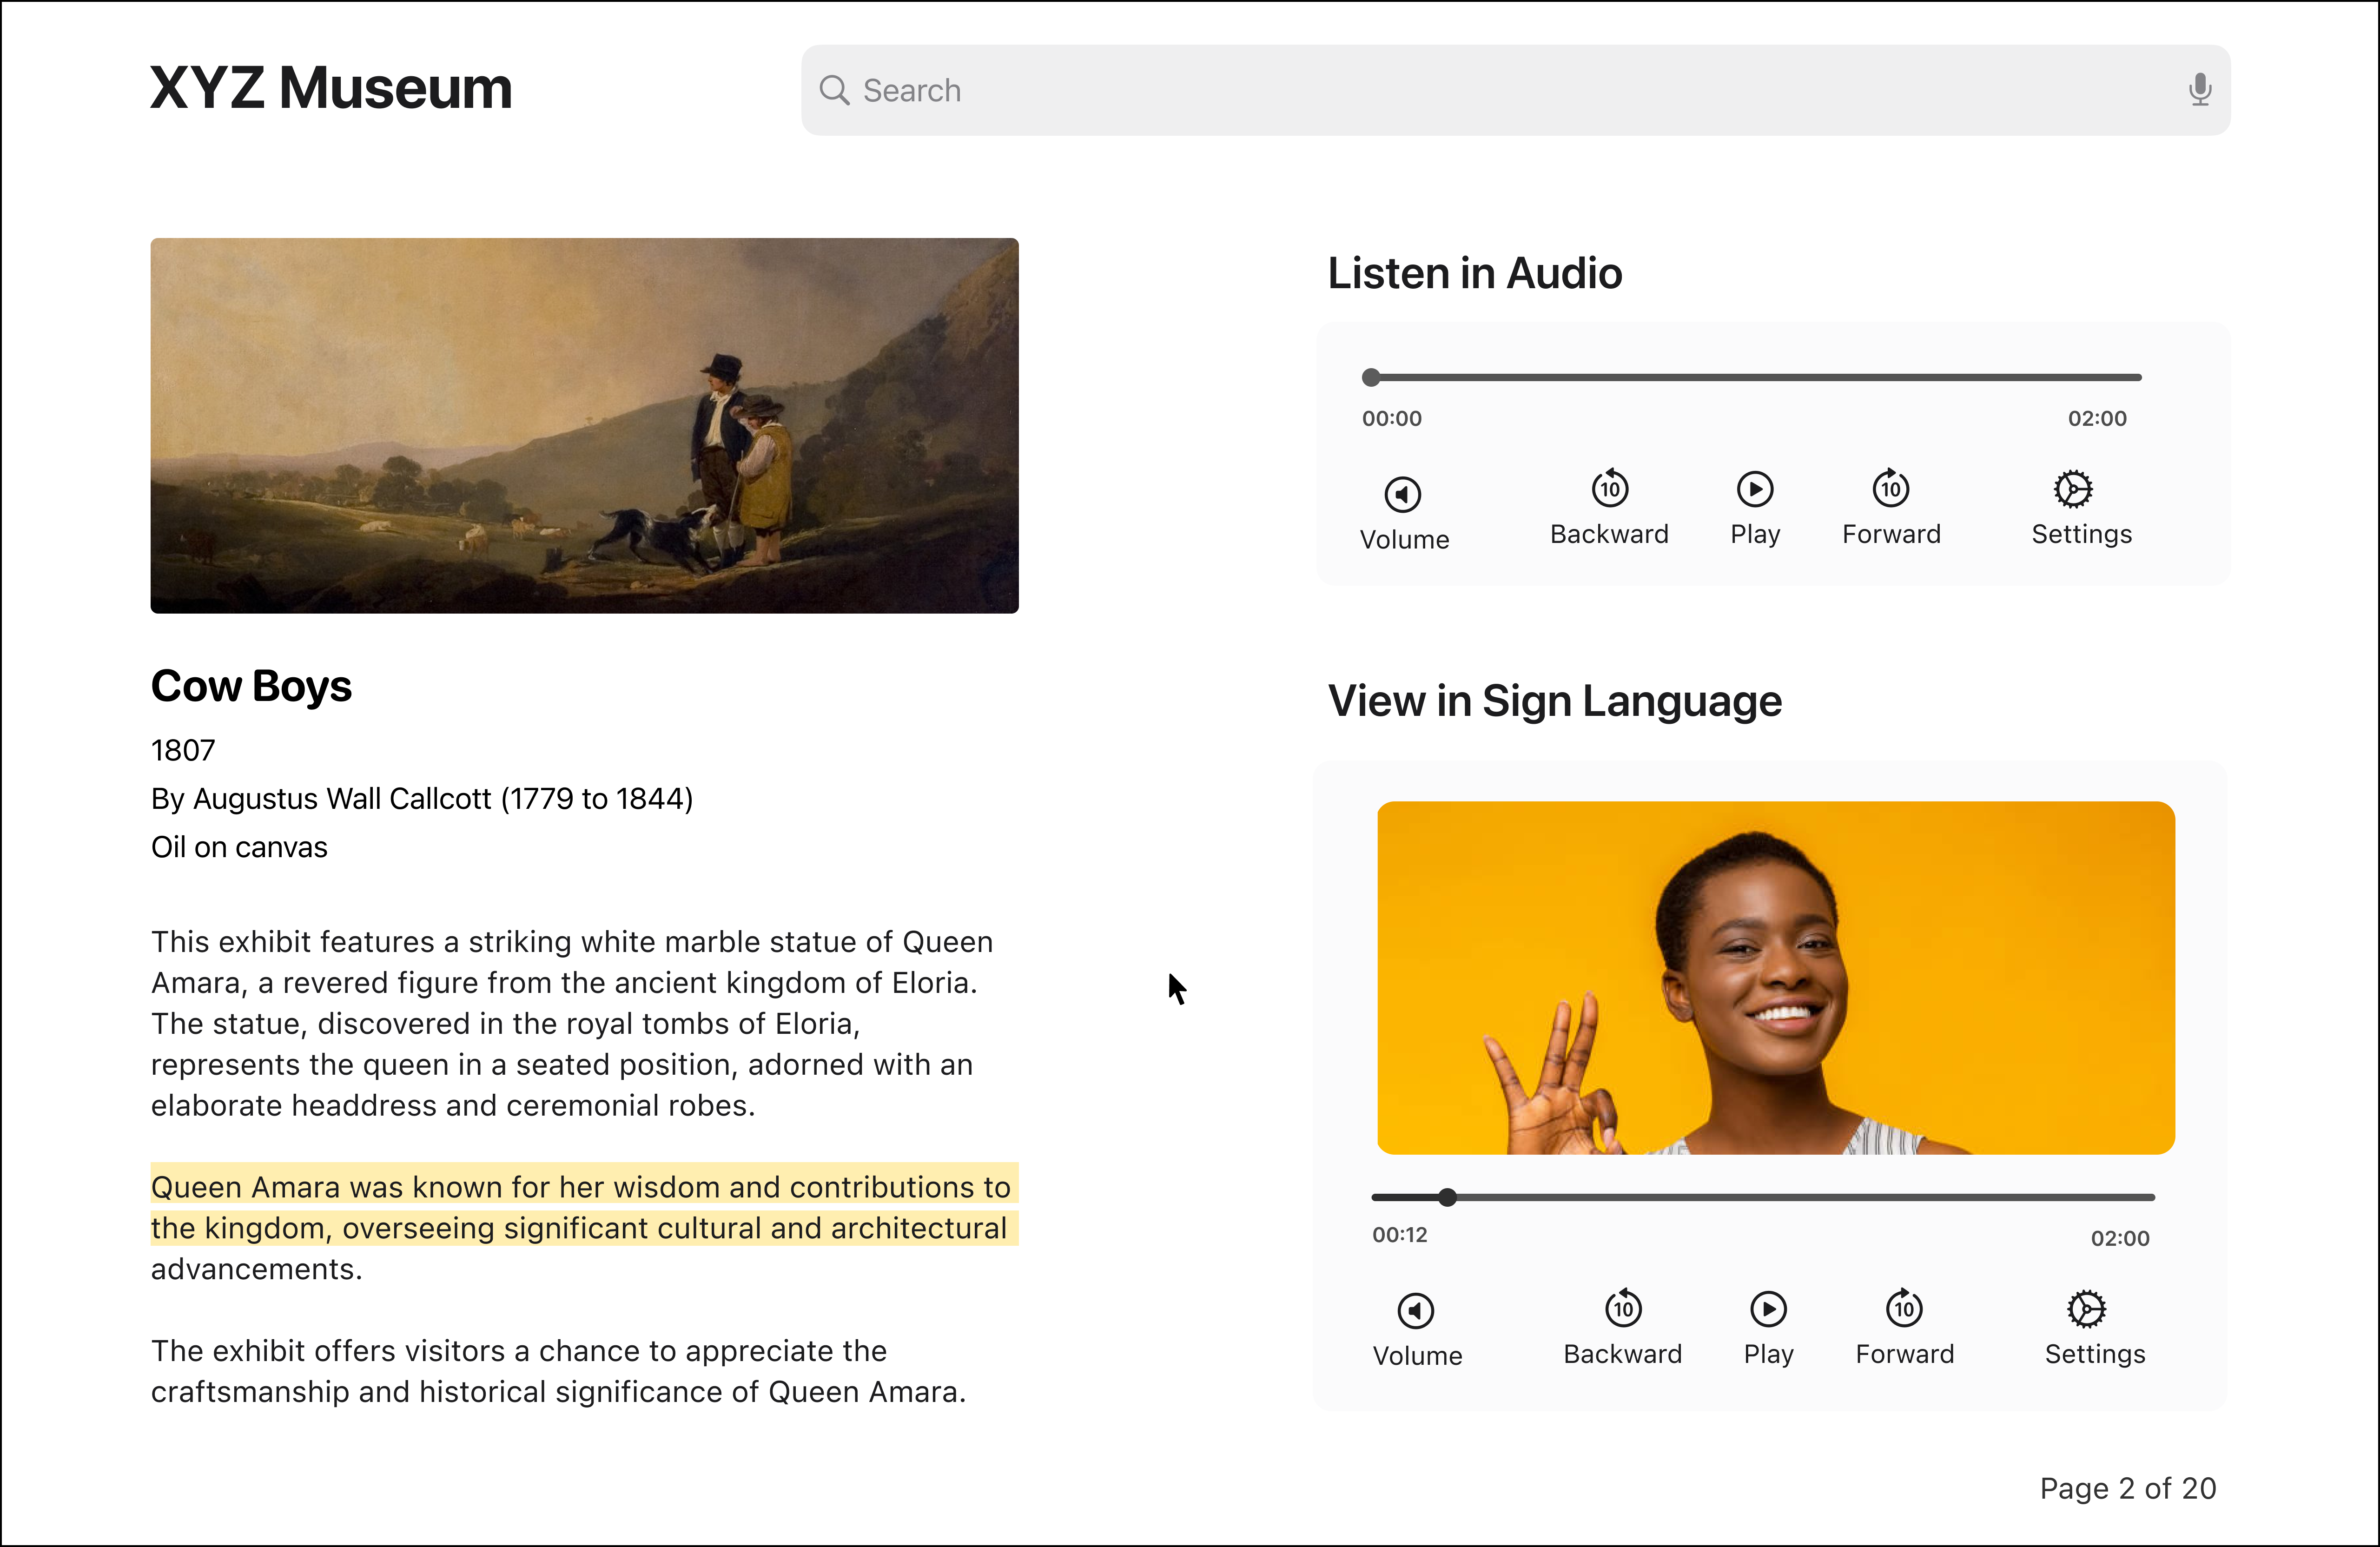 XYZ Museum
Search
Cow Boys
1807
By Augustus Wall Callcott (1779 to 1844)
Oil on canvas
This exhibit features a striking white marble statue of Queen
Amara, a revered figure from the ancient kingdom of Eloria.
The statue, discovered in the royal tombs of Eloria,
represents the queen in a seated position, adorned with an
elaborate headdress and ceremonial robes.
Queen Amara was known for her wisdom and contributions to
the kingdom, overseeing significant cultural and architectural
advancements.
The exhibit offers visitors a chance to appreciate the
craftsmanship and historical significance of Queen Amara.
Listen in Audio
00:00 02:00
10 10
Volume Backward Play Forward Settings
View in Sign Language
00:12 02:00
10 10
Volume Backward Play Forward Settings
Page 2 of 20